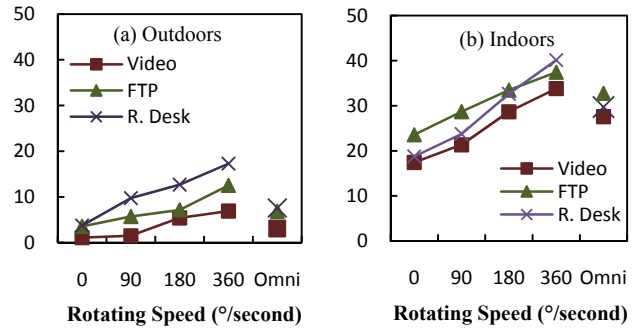 50
40
30
20
10
0
(a) Outdoors
Video
FTP
R. Desk
0 90 180 360 Omni
Rotating Speed (°/second)
50
40
30
20
10
0
(b) Indoors
Video
FTP
R. Desk
0 90 180 360 Omni
Rotating Speed (°/second)